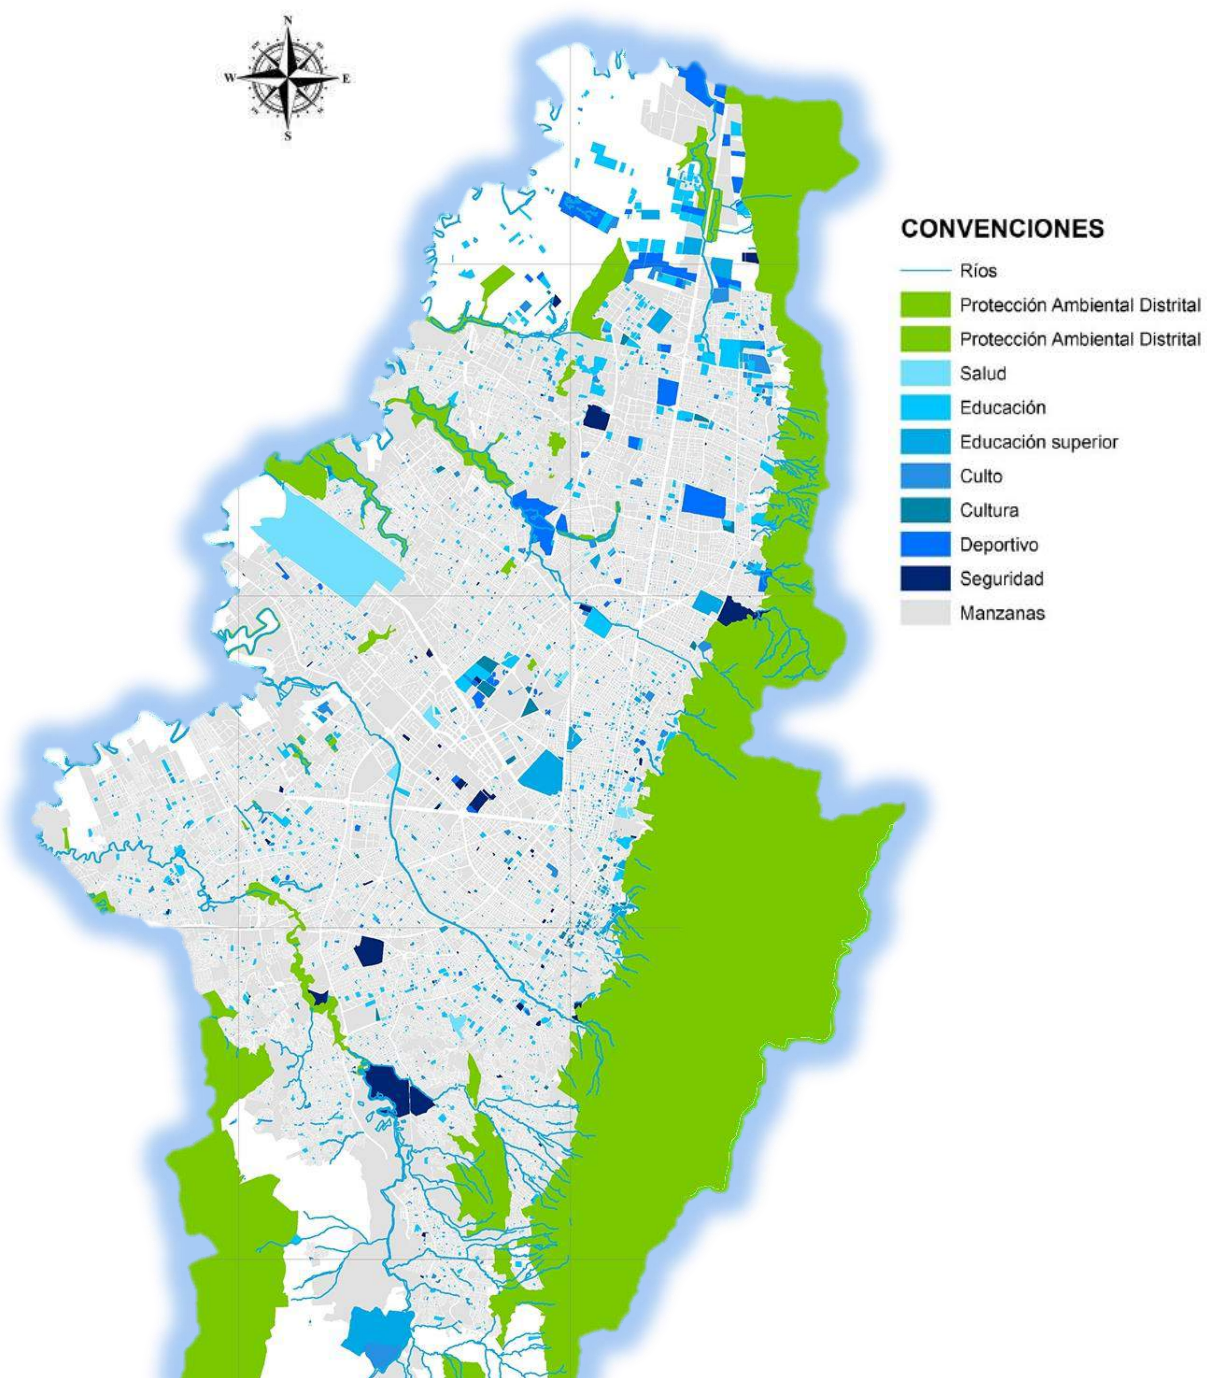 N
W
E
S
CONVENCIONES
Ríos
Protección Ambiental Distrital
Protección Ambiental Distrital
Salud
Educación
Educación superior
Culto
Cultura
Deportivo
Seguridad
Manzanas